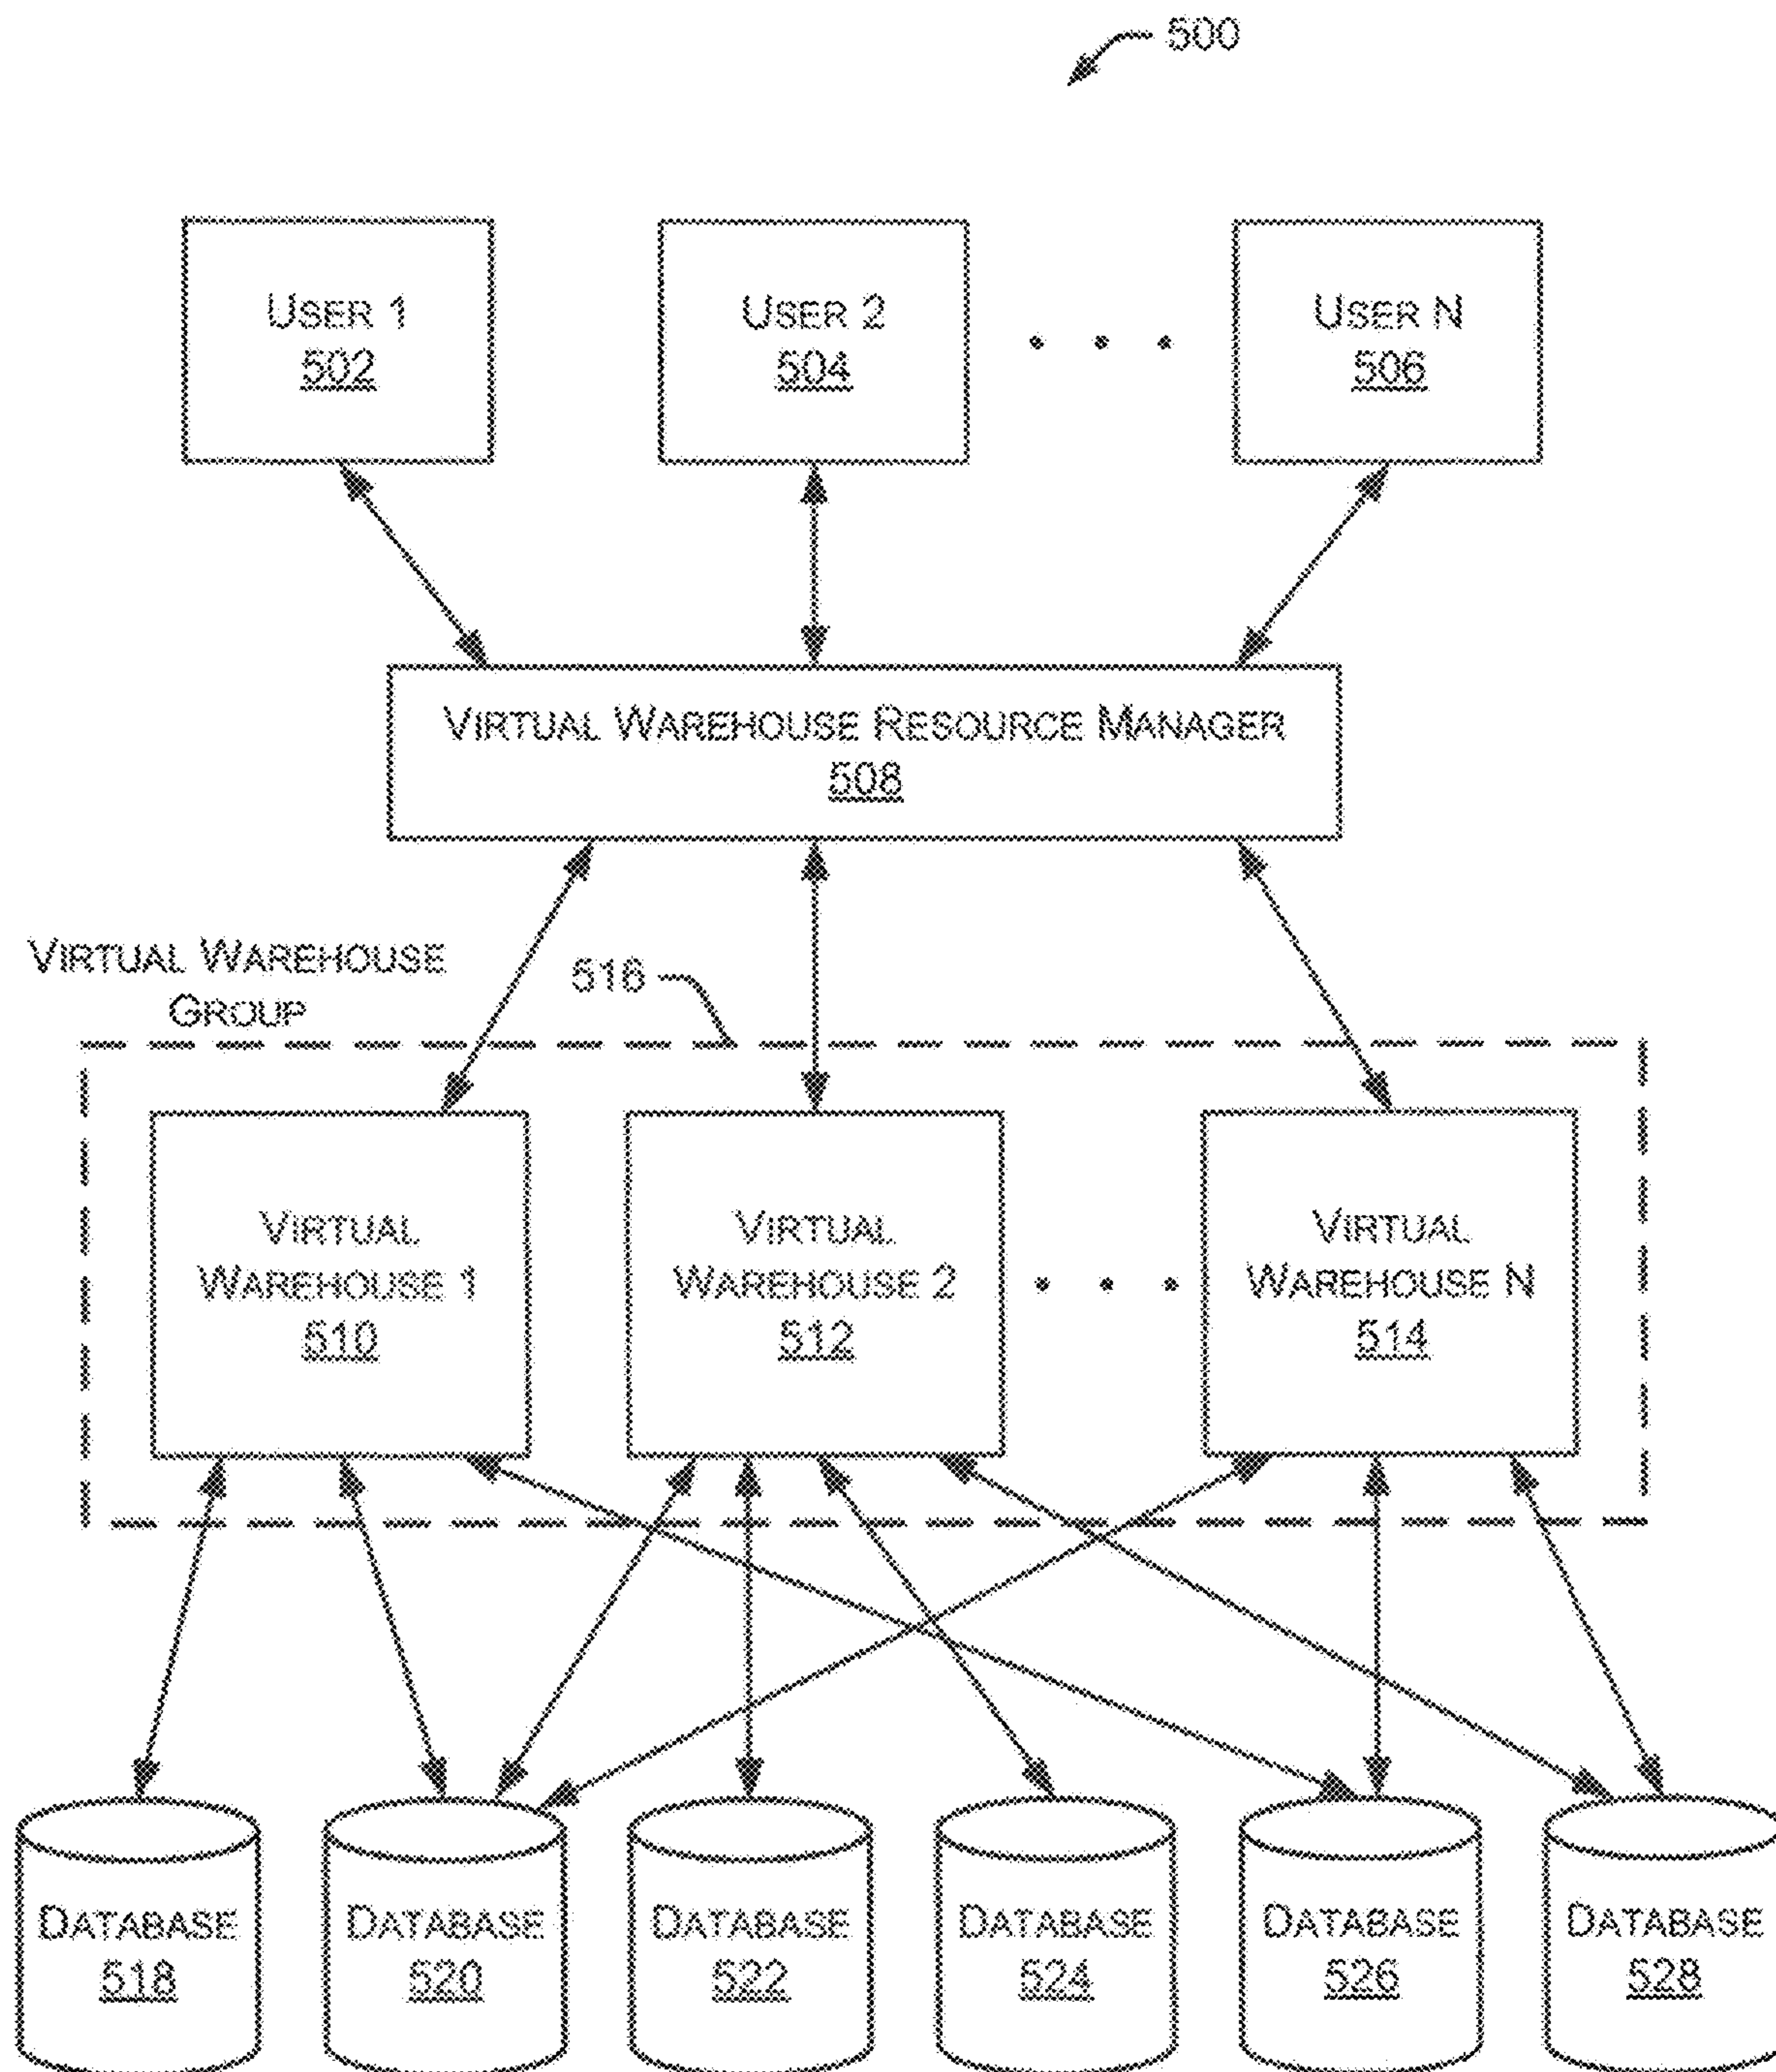 500
USER 1
502
USER 2
504
. . .
USER N
506
VIRTUAL WAREHOUSE RESOURCE MANAGER
508
VIRTUAL WAREHOUSE
GROUP
516
VIRTUAL
WAREHOUSE 1
510
VIRTUAL
WAREHOUSE 2
512
. . .
VIRTUAL
WAREHOUSE N
514
DATABASE
518
DATABASE
520
DATABASE
522
DATABASE
524
DATABASE
526
DATABASE
528